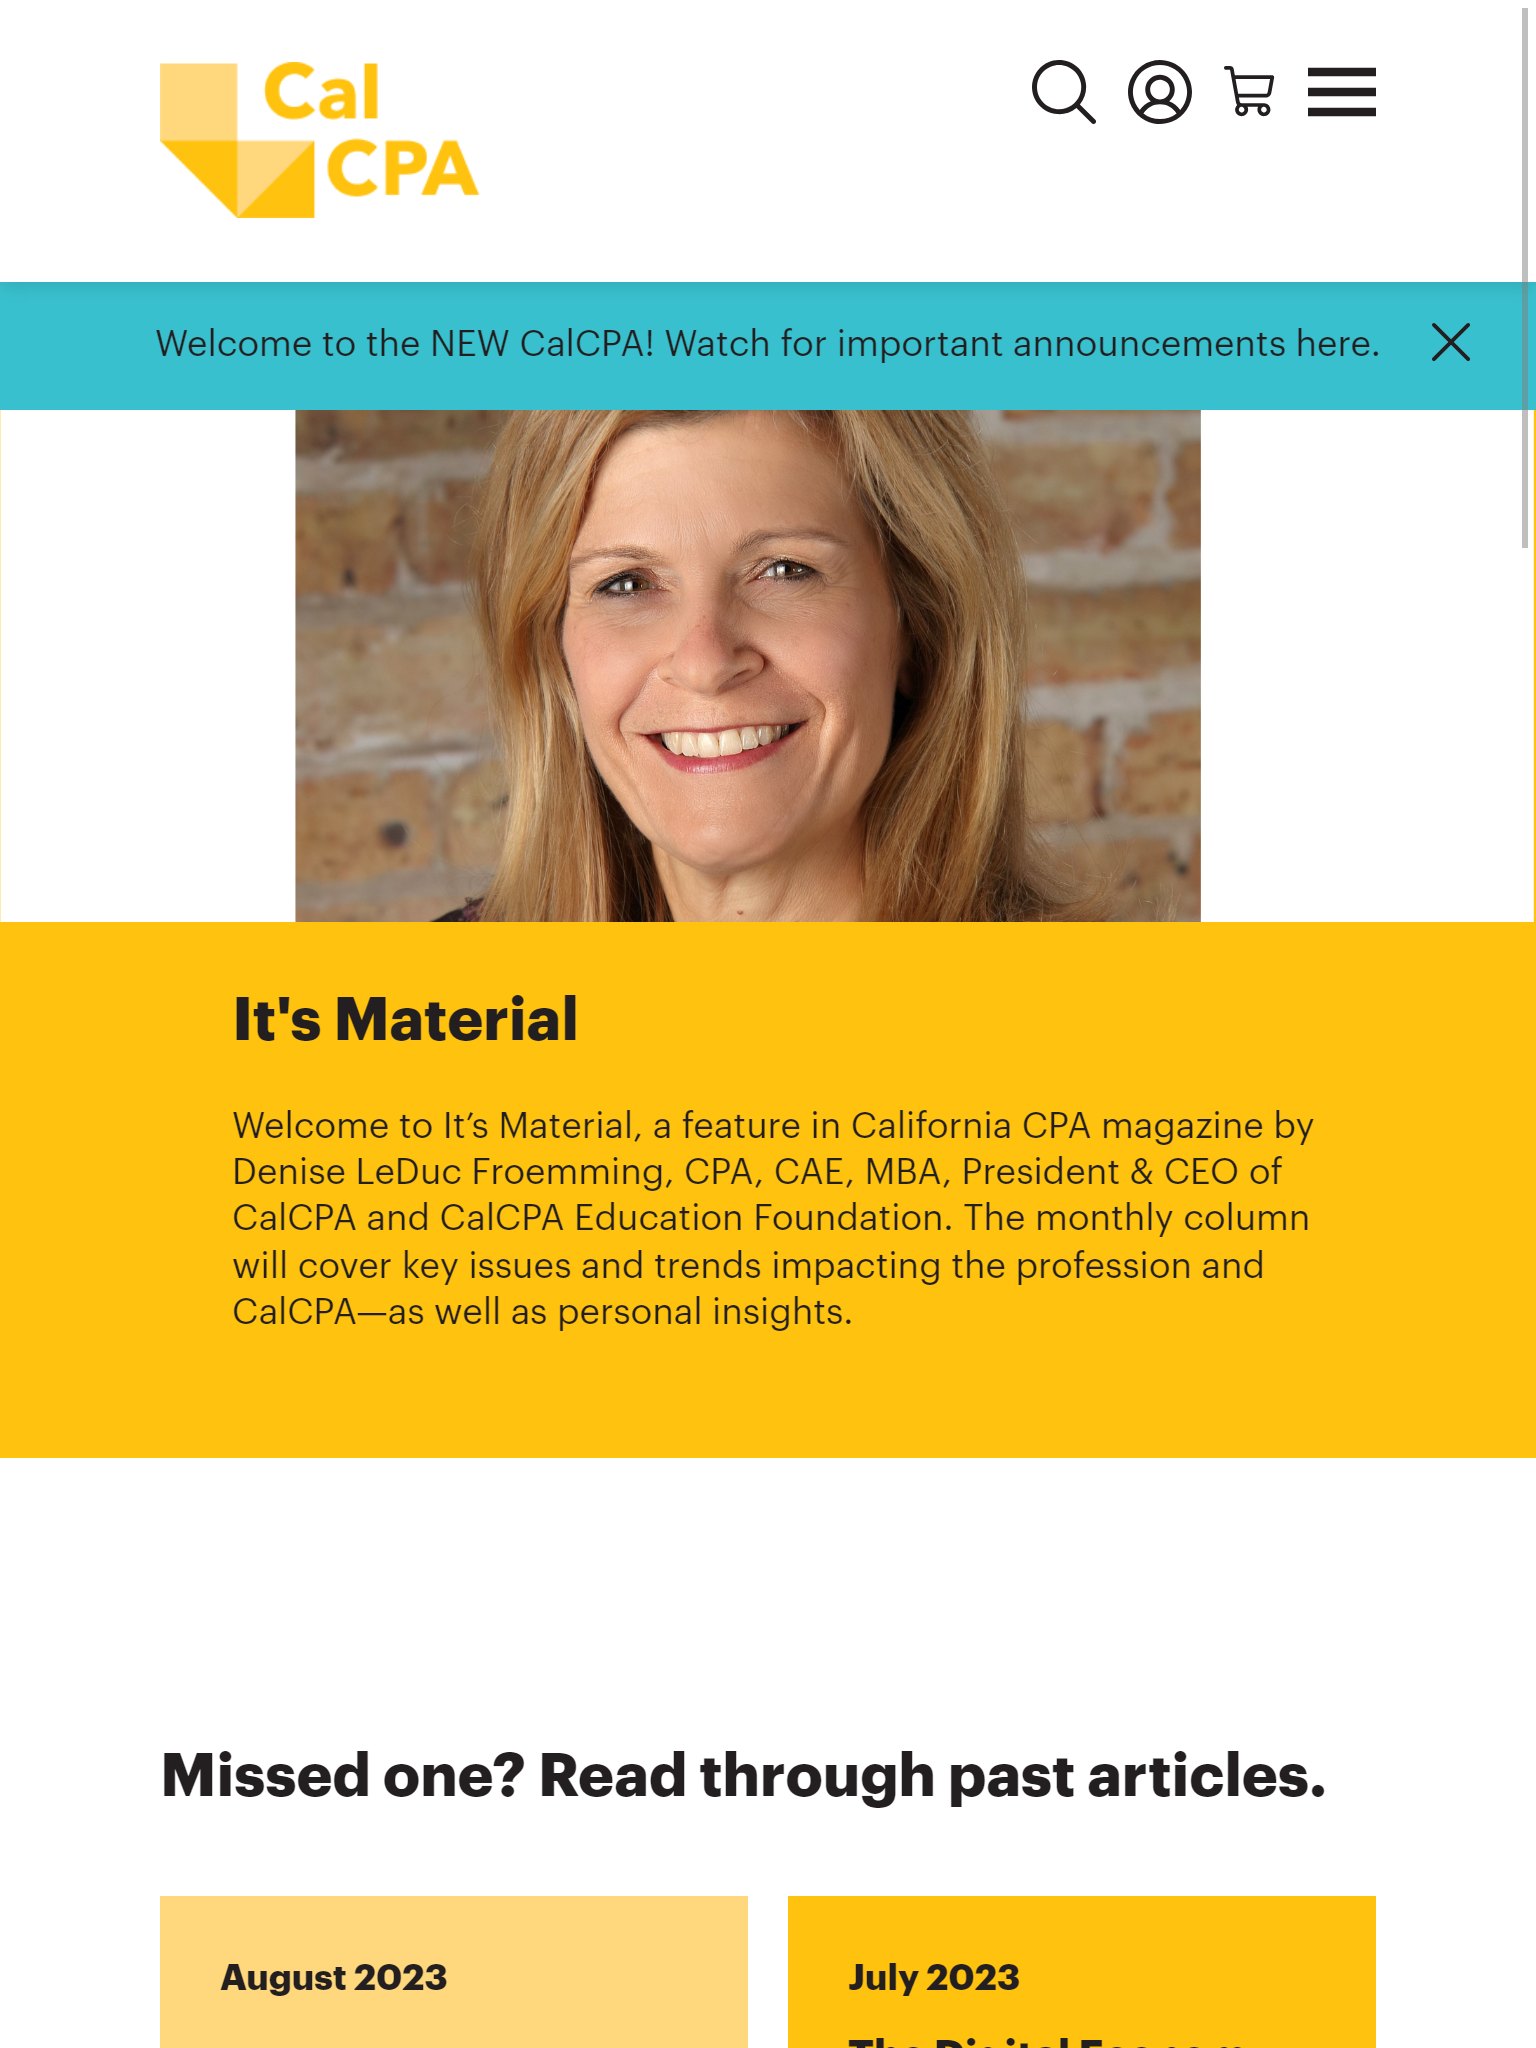 Cal
CPA
Welcome to the NEW CalCPA! Watch for important announcements here.
It's Material
Welcome to It’s Material, a feature in California CPA magazine by
Denise LeDuc Froemming, CPA, CAE, MBA, President & CEO of
CalCPA and CalCPA Education Foundation. The monthly column
will cover key issues and trends impacting the profession and
CalCPA—as well as personal insights.
Missed one? Read through past articles.
August 2023
July 2023